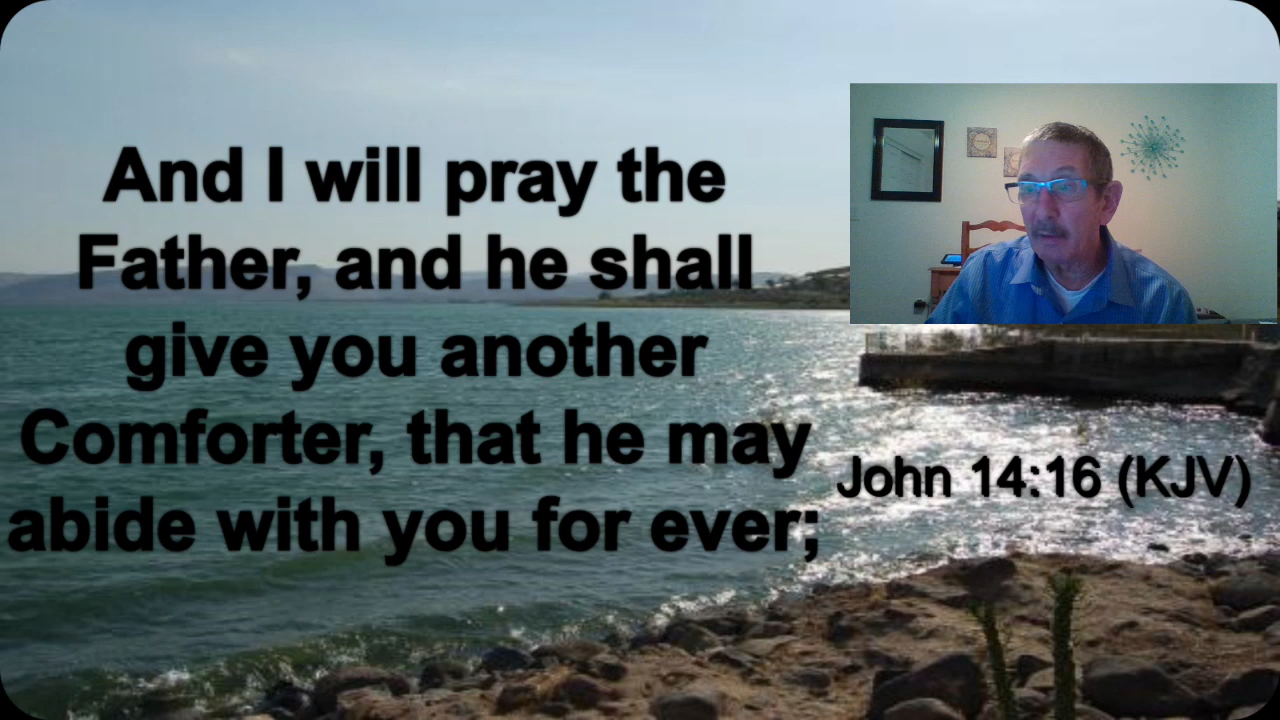 And I will pray the
Father, and he shall
give you another
Comforter, that he may
abide with you for ever;
John 14:16 (KJV)